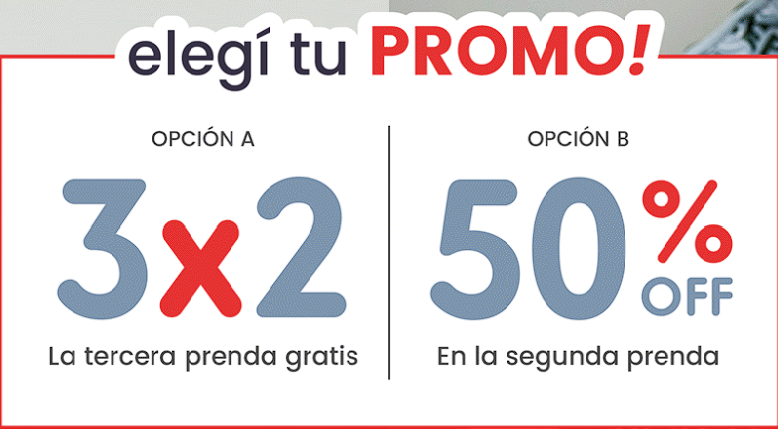 elegí tu PROMO!
OPCIÓN A
3x2
La tercera prenda gratis
OPCIÓN B
50%
OFF
En la segunda prenda